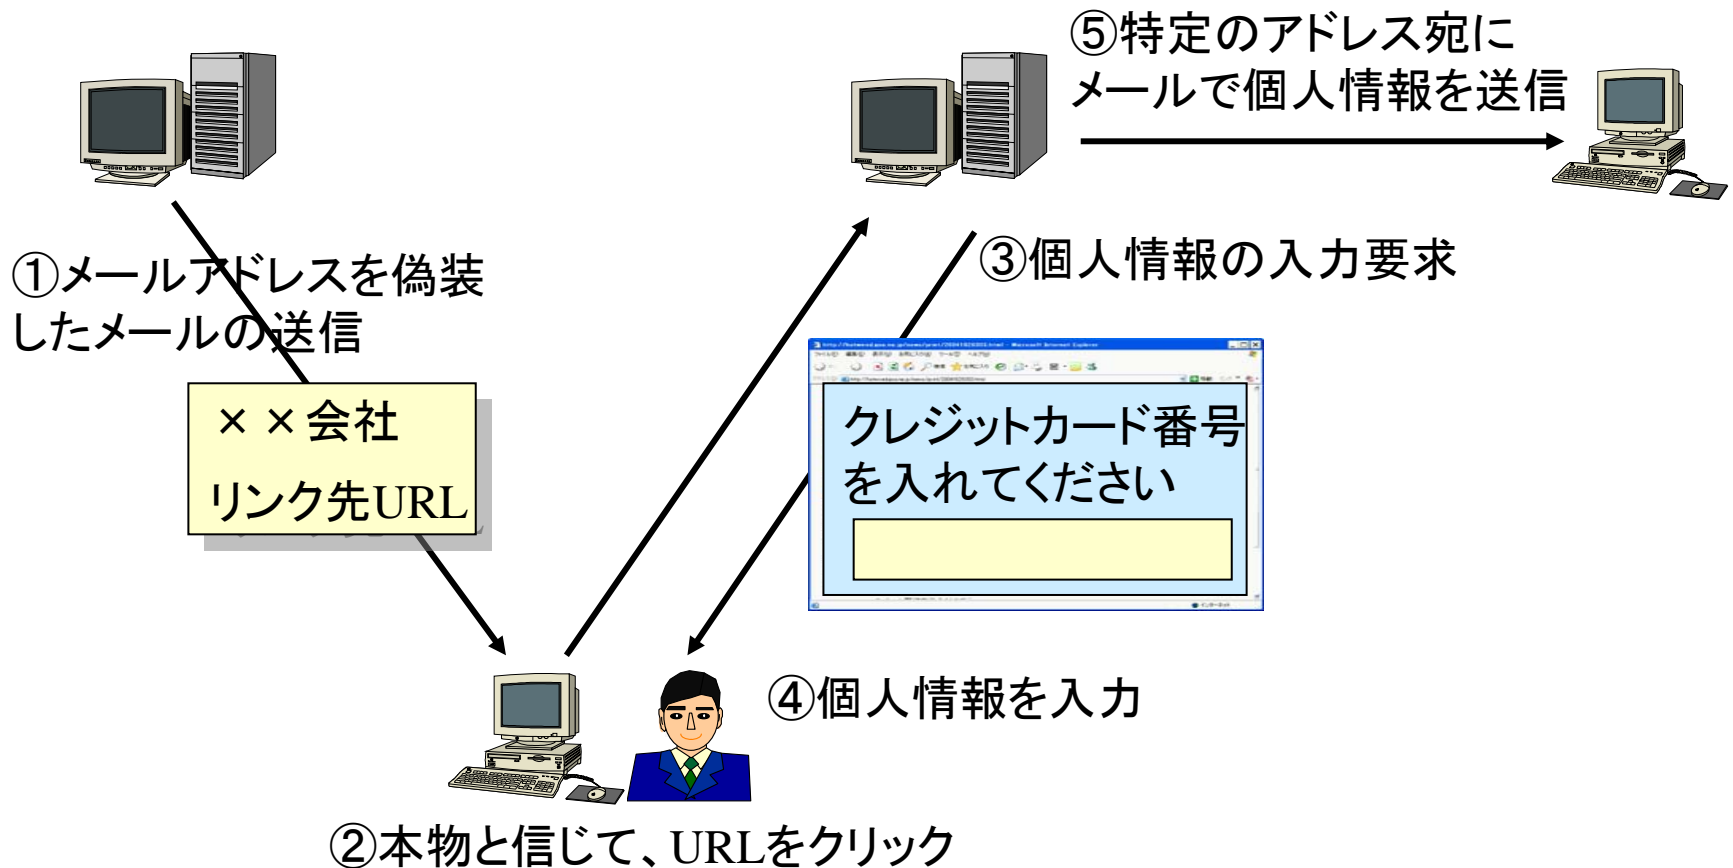 ⑤特定のアドレス宛に
メールで個人情報を送信
①メールアドレスを偽装
したメールの送信
③個人情報の入力要求
××会社
リンク先URL
クレジットカード番号
を入れてください
④個人情報を入力
②本物と信じて、URLをクリック